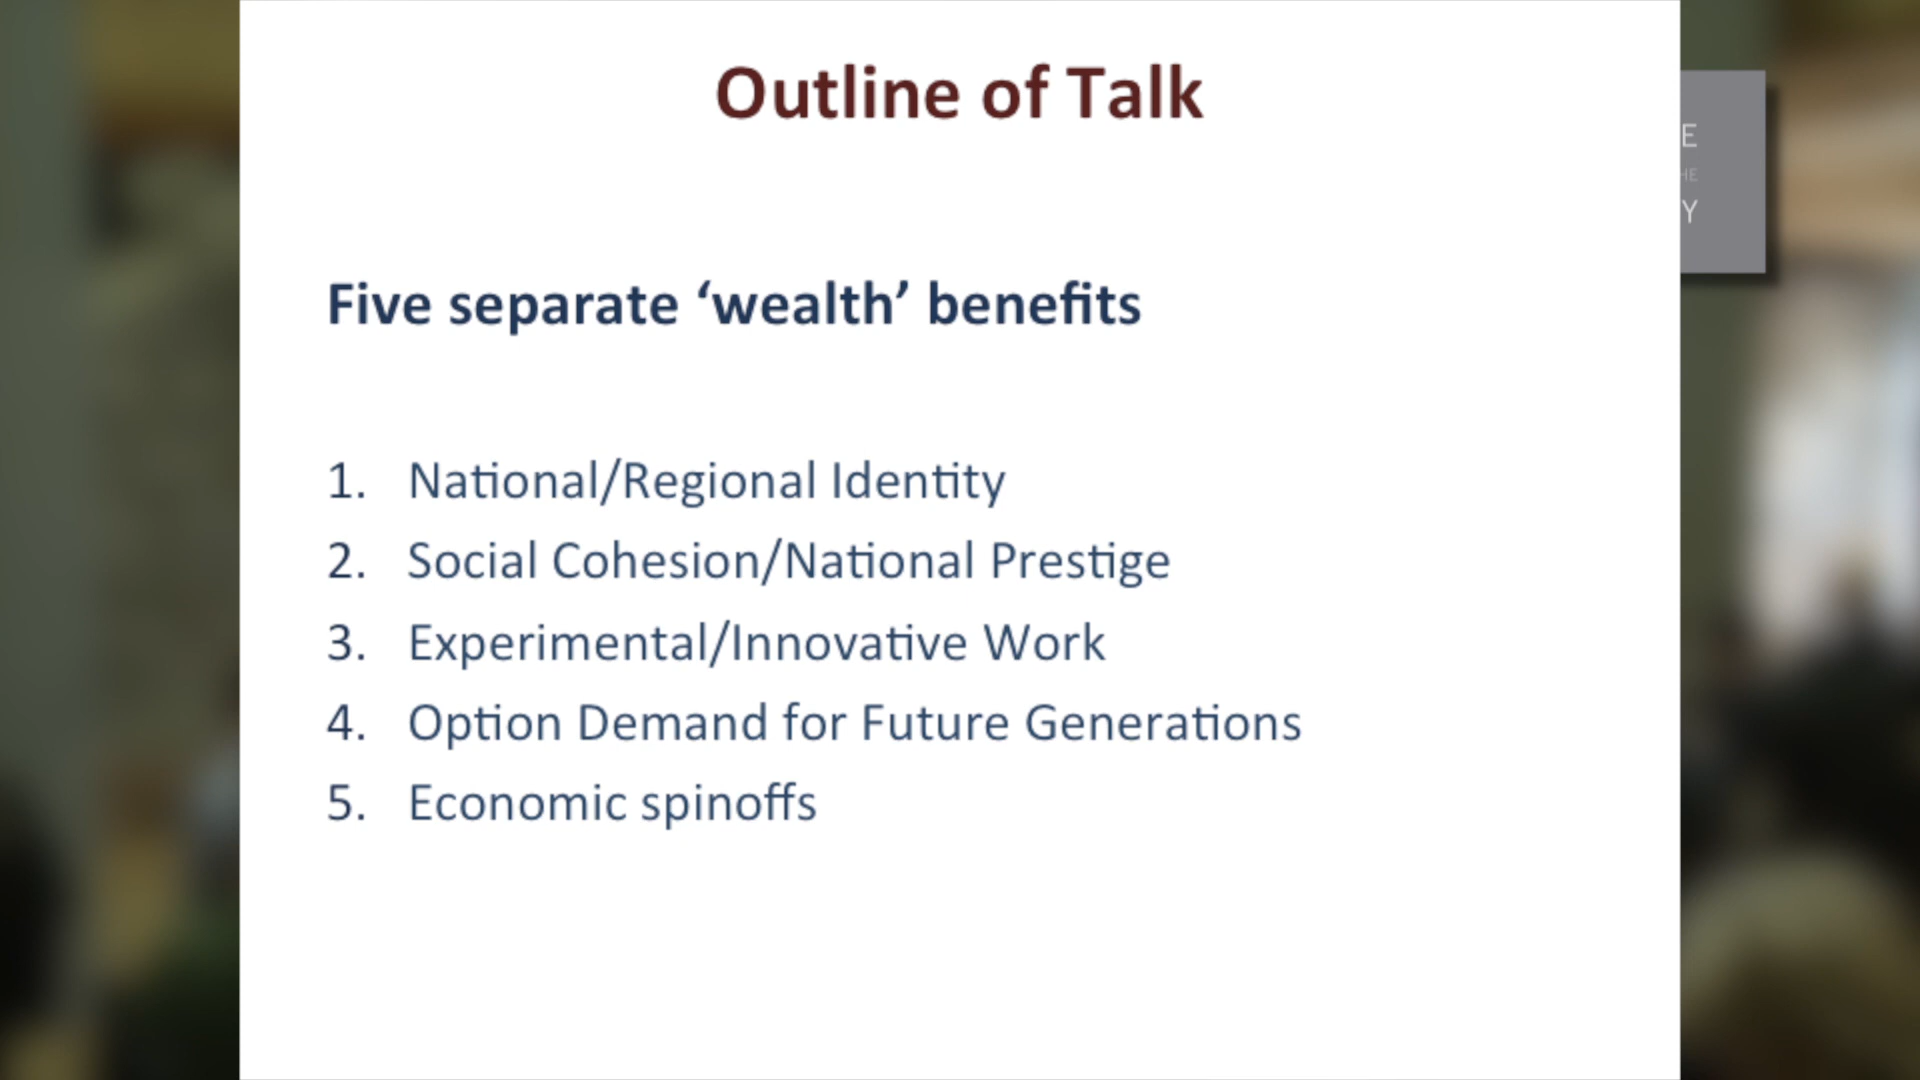 Outline of Talk
Five separate ‘wealth’ benefits
1. National/Regional Identity
2. Social Cohesion/National Prestige
3. Experimental/Innovative Work
4. Option Demand for Future Generations
5. Economic spinoffs